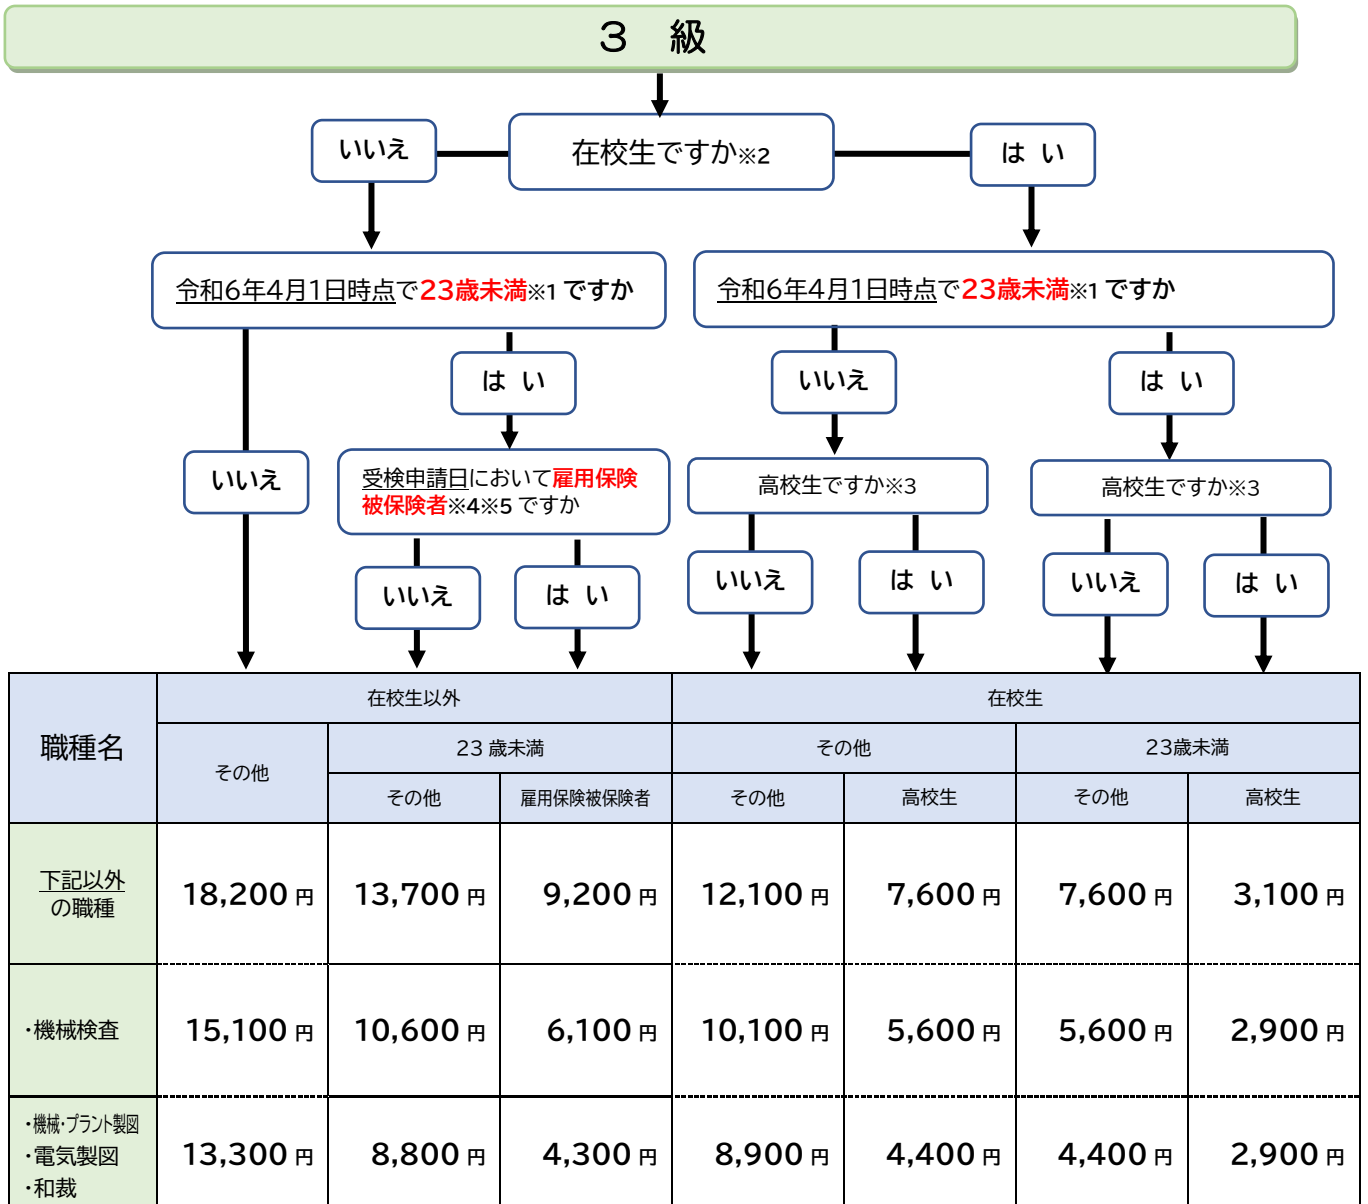 ３　級
いいえ
在校生ですか※2
は い
令和6年4月1日時点で23歳未満※1 ですか
令和6年4月1日時点で23歳未満※1 ですか
は い
いいえ
は い
いいえ
受検申請日において雇用保険
被保険者※4※5 ですか
高校生ですか※3
高校生ですか※3
いいえ
は い
いいえ
は い
いいえ
は い
職種名
在校生以外
在校生
その他
23 歳未満
その他
23歳未満
その他
雇用保険被保険者
その他
高校生
その他
高校生
下記以外
の職種
18,200 円
13,700 円
9,200 円
12,100 円
7,600 円
7,600 円
3,100 円
・機械検査
15,100 円
10,600 円
6,100 円
10,100 円
5,600 円
5,600 円
2,900 円
・機械・プラント製図
・電気製図
・和裁
13,300 円
8,800 円
4,300 円
8,900 円
4,400 円
4,400 円
2,900 円